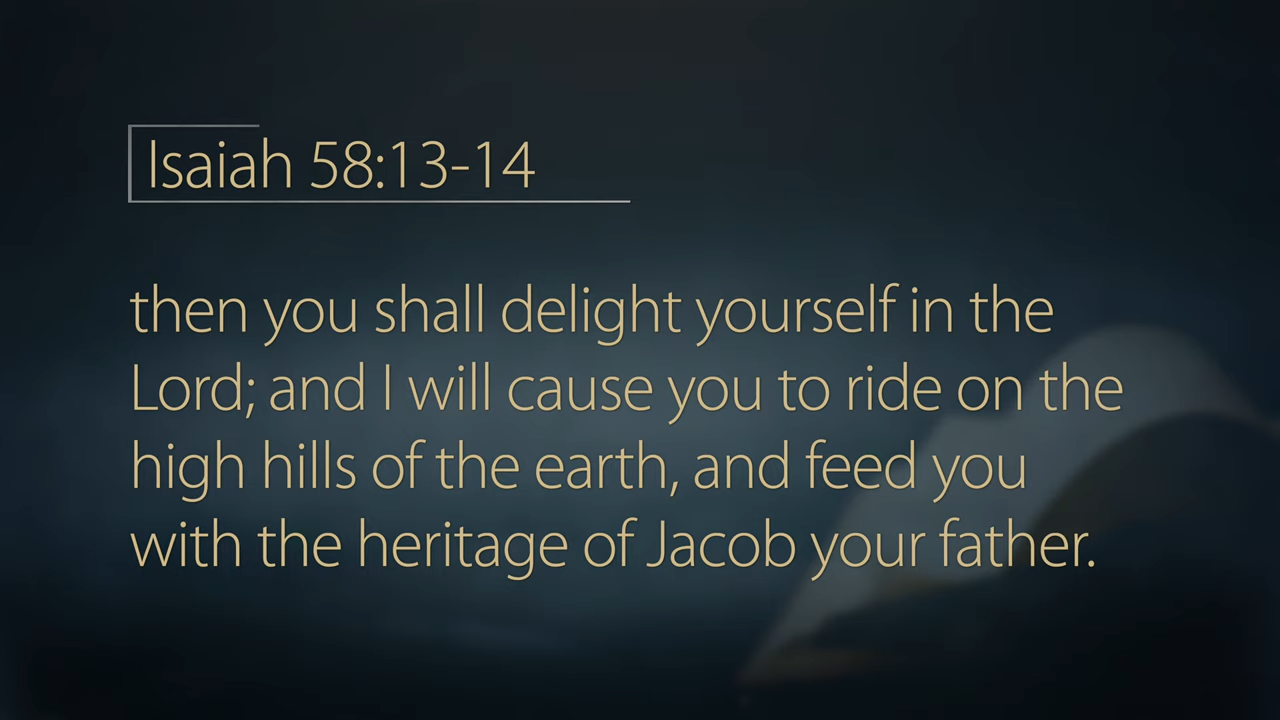 Isaiah 58:13-14
then you shall delight yourself in the
Lord; and I will cause you to ride on the
high hills of the earth, and feed you
with the heritage of Jacob your father.